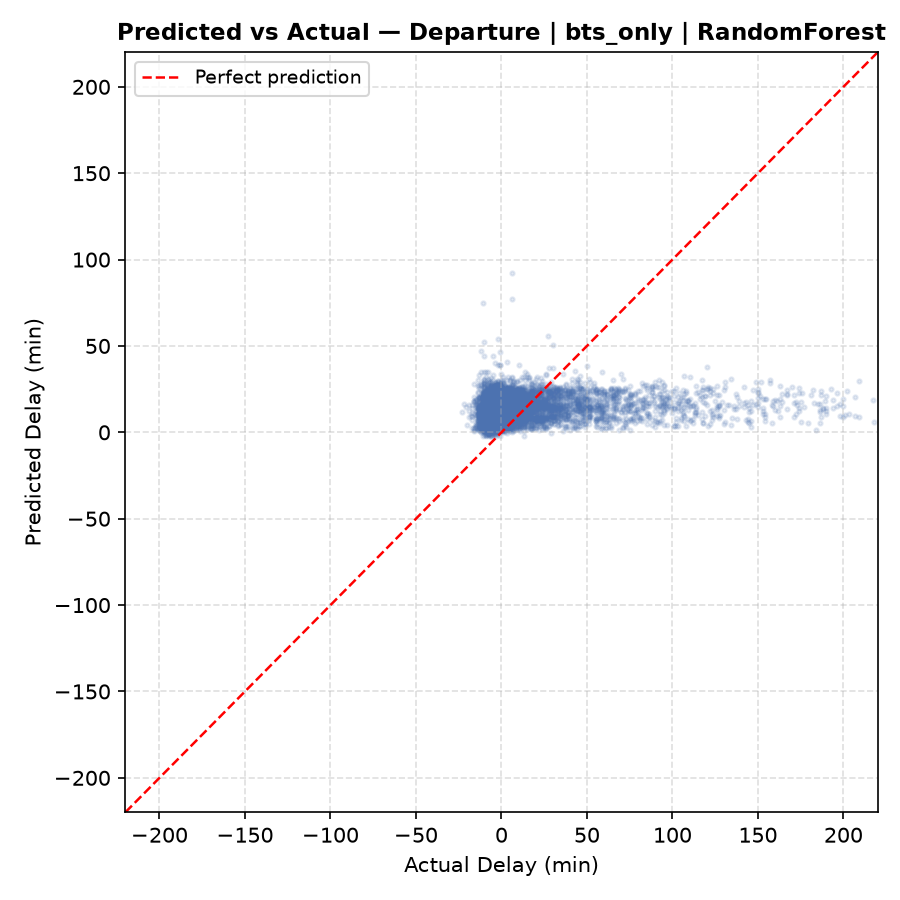 Predicted vs Actual — Departure | bts_only | RandomForest
Perfect prediction
200
150
100
50
0
−50
−100
−150
−200
Predicted Delay (min)
−200 −150 −100 −50 0 50 100 150 200
Actual Delay (min)